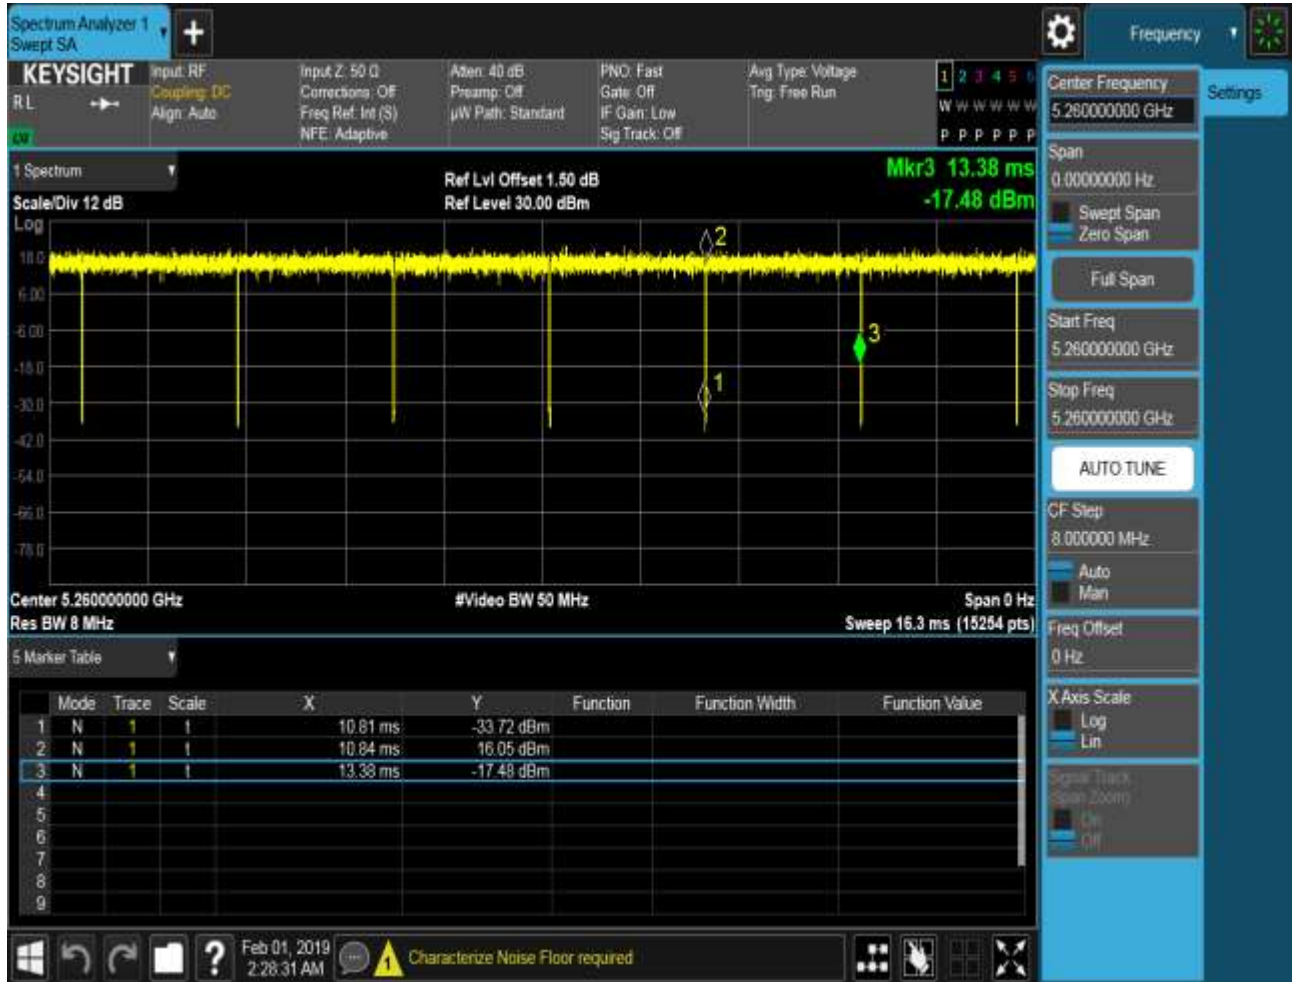 Spectrum Analyzer 1
Swept SA
+
Frequency
KEYSIGHT
RL
Input: RF
Coupling: DC
Align: Auto
Input Z: 50 Ω
Corrections: Off
Freq Ref: Int (S)
NFE: Adaptive
Atten: 40 dB
Preamp: Off
µW Path: Standard
PNO: Fast
Gate: Off
IF Gain: Low
Sig Track: Off
Avg Type: Voltage
Trig: Free Run
1 2 3 4 5 6
W W W W W W
P P P P P P
1 Spectrum
Scale/Div 12 dB
Ref Lvl Offset 1.50 dB
Ref Level 30.00 dBm
Mkr3 13.38 ms
-17.48 dBm
Log
18.0
6.00
-6.00
-18.0
-30.0
-42.0
-54.0
-66.0
-78.0
2
3
1
Center 5.260000000 GHz
Res BW 8 MHz
#Video BW 50 MHz
Span 0 Hz
Sweep 16.3 ms (15254 pts)
5 Marker Table
Mode Trace Scale X Y Function Function Width Function Value
1 N 1 t 10.81 ms -33.72 dBm
2 N 1 t 10.84 ms 16.05 dBm
3 N 1 t 13.38 ms -17.48 dBm
4
5
6
7
8
9
Feb 01, 2019
2:28:31 AM
?
1
Characterize Noise Floor required
Settings
Center Frequency
5.260000000 GHz
Span
0.00000000 Hz
Swept Span
Zero Span
Full Span
Start Freq
5.260000000 GHz
Stop Freq
5.260000000 GHz
AUTO TUNE
CF Step
8.000000 MHz
Auto
Man
Freq Offset
0 Hz
X Axis Scale
Log
Lin
Signal Track
(Span Zoom)
On
Off